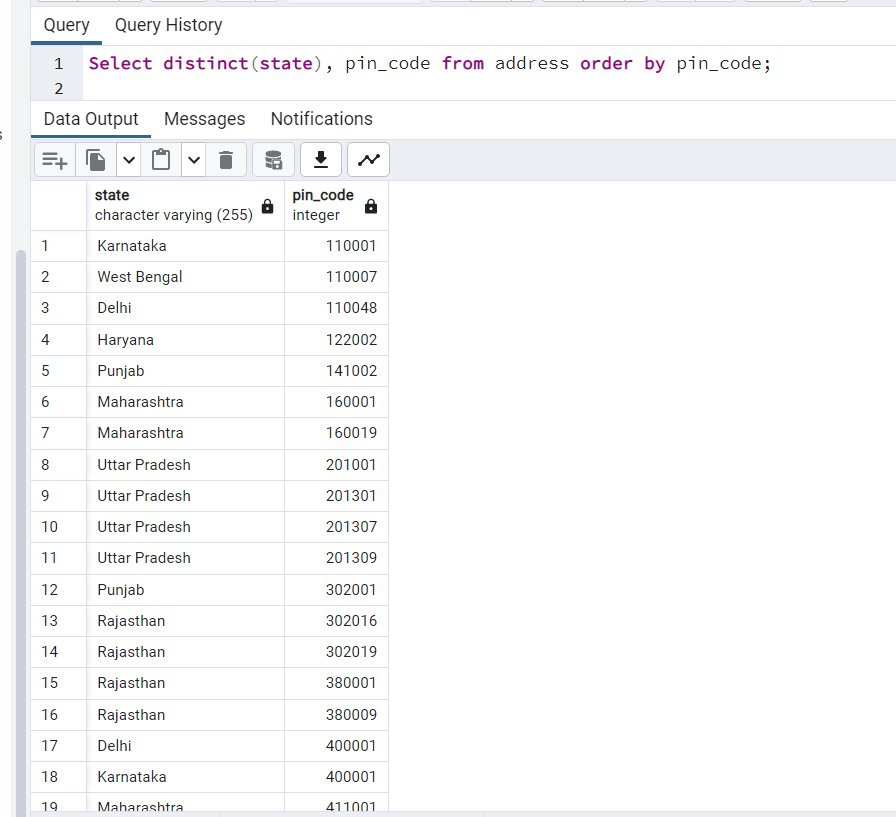 Query Query History
1 Select distinct(state), pin_code from address order by pin_code;
2
Data Output Messages Notifications
state pin_code
character varying (255) integer
1 Karnataka 110001
2 West Bengal 110007
3 Delhi 110048
4 Haryana 122002
5 Punjab 141002
6 Maharashtra 160001
7 Maharashtra 160019
8 Uttar Pradesh 201001
9 Uttar Pradesh 201301
10 Uttar Pradesh 201307
11 Uttar Pradesh 201309
12 Punjab 302001
13 Rajasthan 302016
14 Rajasthan 302019
15 Rajasthan 380001
16 Rajasthan 380009
17 Delhi 400001
18 Karnataka 400001
19 Maharashtra 411001